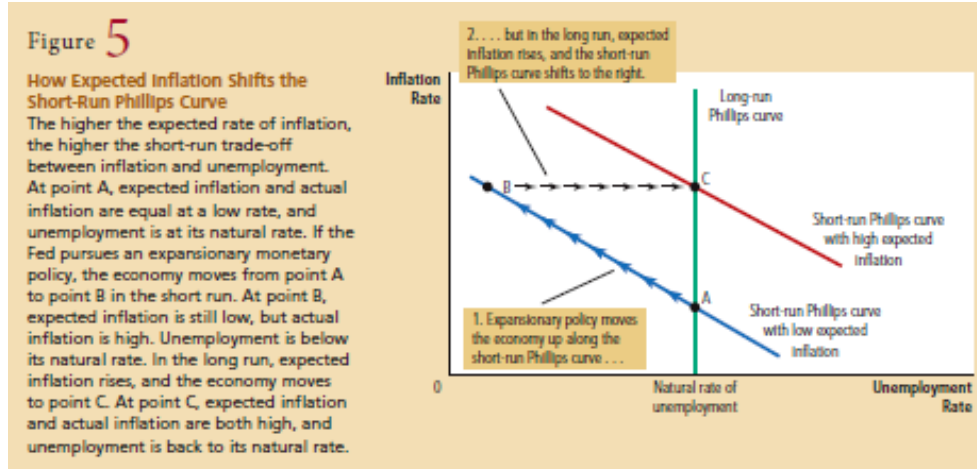 Figure 5
How Expected Inflation Shifts the
Short-Run Phillips Curve
The higher the expected rate of inflation,
the higher the short-run trade-off
between inflation and unemployment.
At point A, expected inflation and actual
inflation are equal at a low rate, and
unemployment is at its natural rate. If the
Fed pursues an expansionary monetary
policy, the economy moves from point A
to point B in the short run. At point B,
expected inflation is still low, but actual
inflation is high. Unemployment is below
its natural rate. In the long run, expected
inflation rises, and the economy moves
to point C. At point C, expected inflation
and actual inflation are both high, and
unemployment is back to its natural rate.
2. . . . but in the long run, expected
inflation rises, and the short-run
Phillips curve shifts to the right.
Inflation
Rate
Long-run
Phillips curve
B
C
Short-run Phillips curve
with high expected
inflation
A
1. Expansionary policy moves
the economy up along the
short-run Phillips curve . . .
Short-run Phillips curve
with low expected
inflation
0
Natural rate of
unemployment
Unemployment
Rate